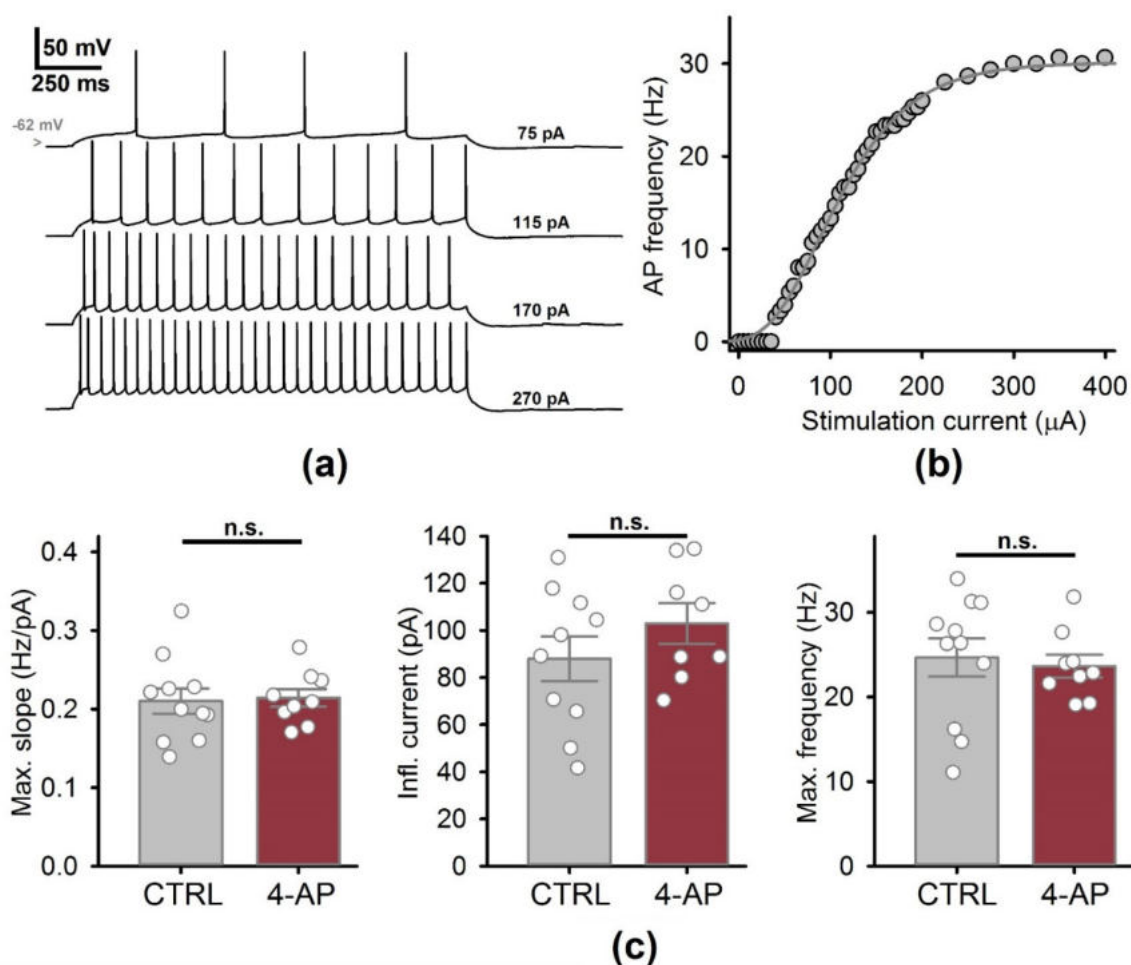 50 mV
250 ms
-62 mV
>
75 pA
115 pA
170 pA
270 pA
(a)
AP frequency (Hz)
30
20
10
0
0 100 200 300 400
Stimulation current (µA)
(b)
Max. slope (Hz/pA)
0.4
0.3
0.2
0.1
0.0
n.s.
CTRL 4-AP
Infl. current (pA)
140
120
100
80
60
40
20
0
n.s.
CTRL 4-AP
Max. frequency (Hz)
30
20
10
0
n.s.
CTRL 4-AP
(c)